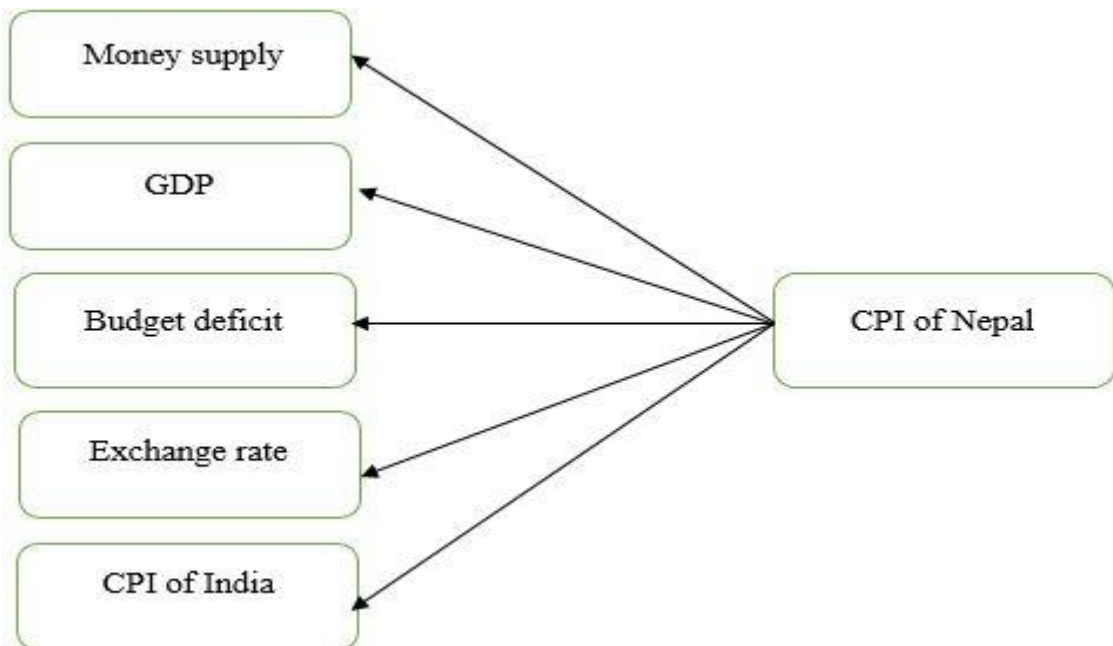 Money supply
GDP
Budget deficit
CPI of Nepal
Exchange rate
CPI of India